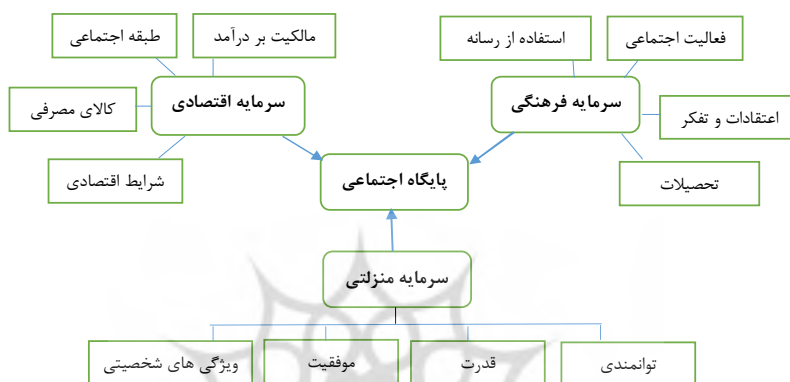 فعالیت اجتماعی
استفاده از رسانه
مالکیت بر درآمد
طبقه اجتماعی
سرمایه فرهنگی
سرمایه اقتصادی
اعتقادات و تفکر
کالای مصرفی
تحصیلات
پایگاه اجتماعی
شرایط اقتصادی
سرمایه منزلتی
توانمندی
قدرت
موفقیت
ویژگی های شخصیتی